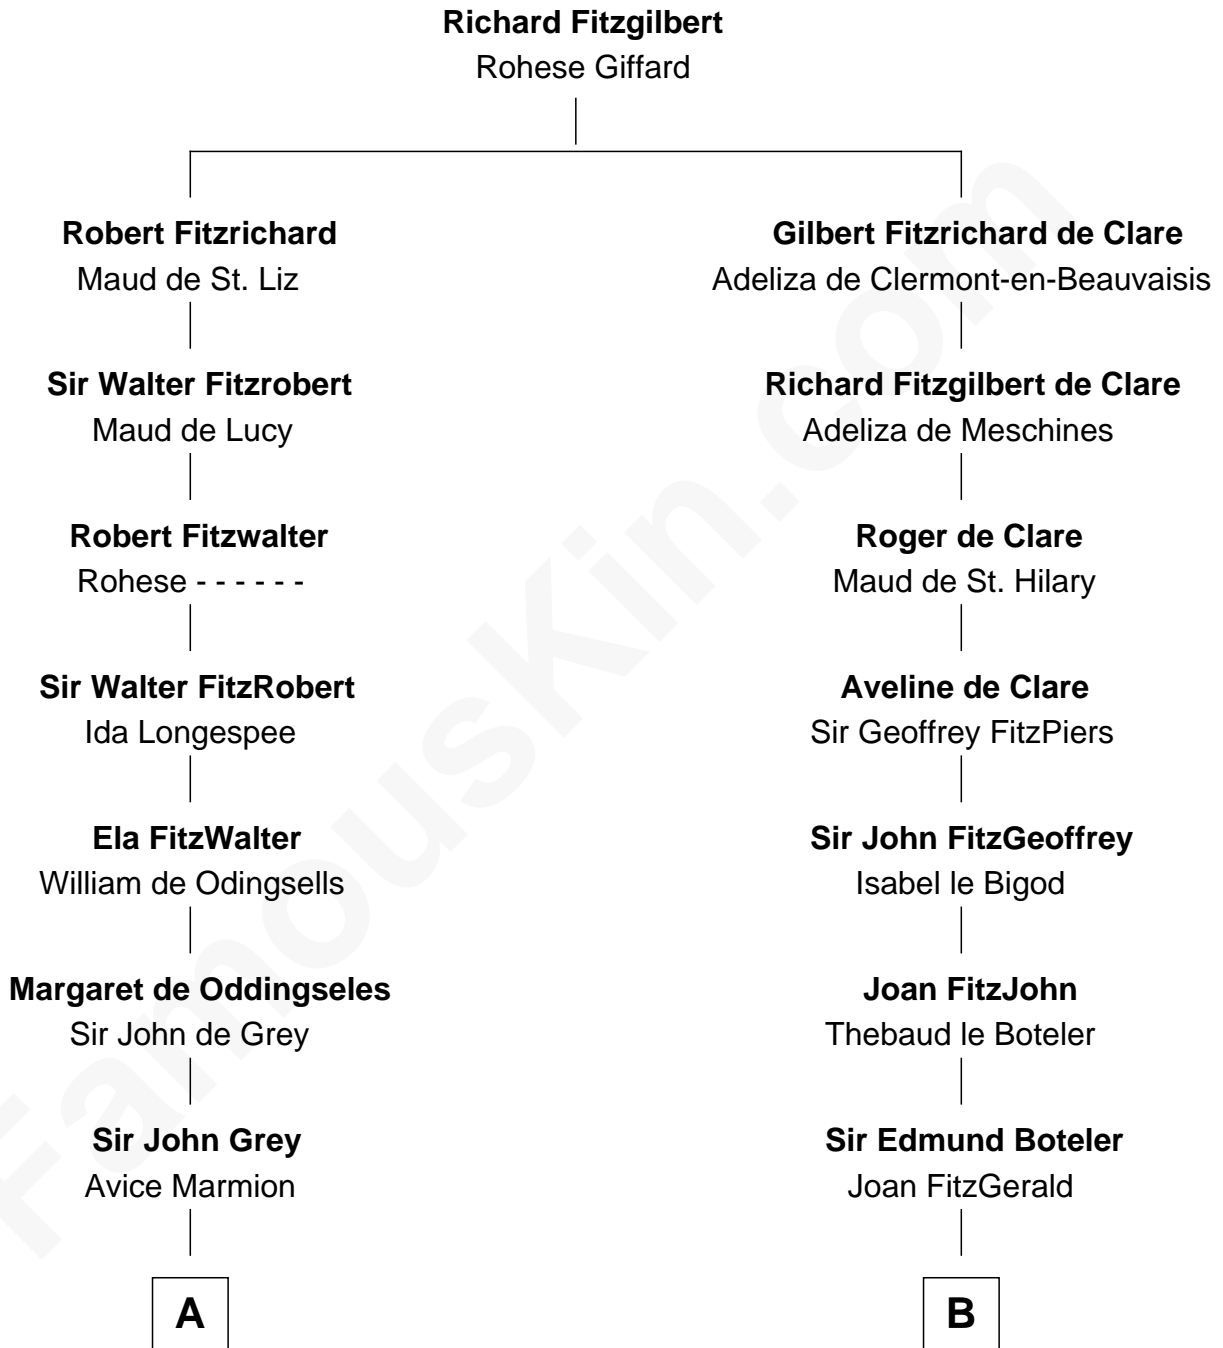 Richard Fitzgilbert
Rohese Giffard
Robert Fitzrichard
Maud de St. Liz
Gilbert Fitzrichard de Clare
Adeliza de Clermont-en-Beauvaisis
Sir Walter Fitzrobert
Maud de Lucy
Richard Fitzgilbert de Clare
Adeliza de Meschines
Robert Fitzwalter
Rohese - - - - - -
Roger de Clare
Maud de St. Hilary
Sir Walter FitzRobert
Ida Longespee
Aveline de Clare
Sir Geoffrey FitzPiers
Ela FitzWalter
William de Odingsells
Sir John FitzGeoffrey
Isabel le Bigod
Margaret de Oddingseles
Sir John de Grey
Joan FitzJohn
Thebaud le Boteler
Sir John Grey
Avice Marmion
Sir Edmund Boteler
Joan FitzGerald
A
B
FamousKin.com